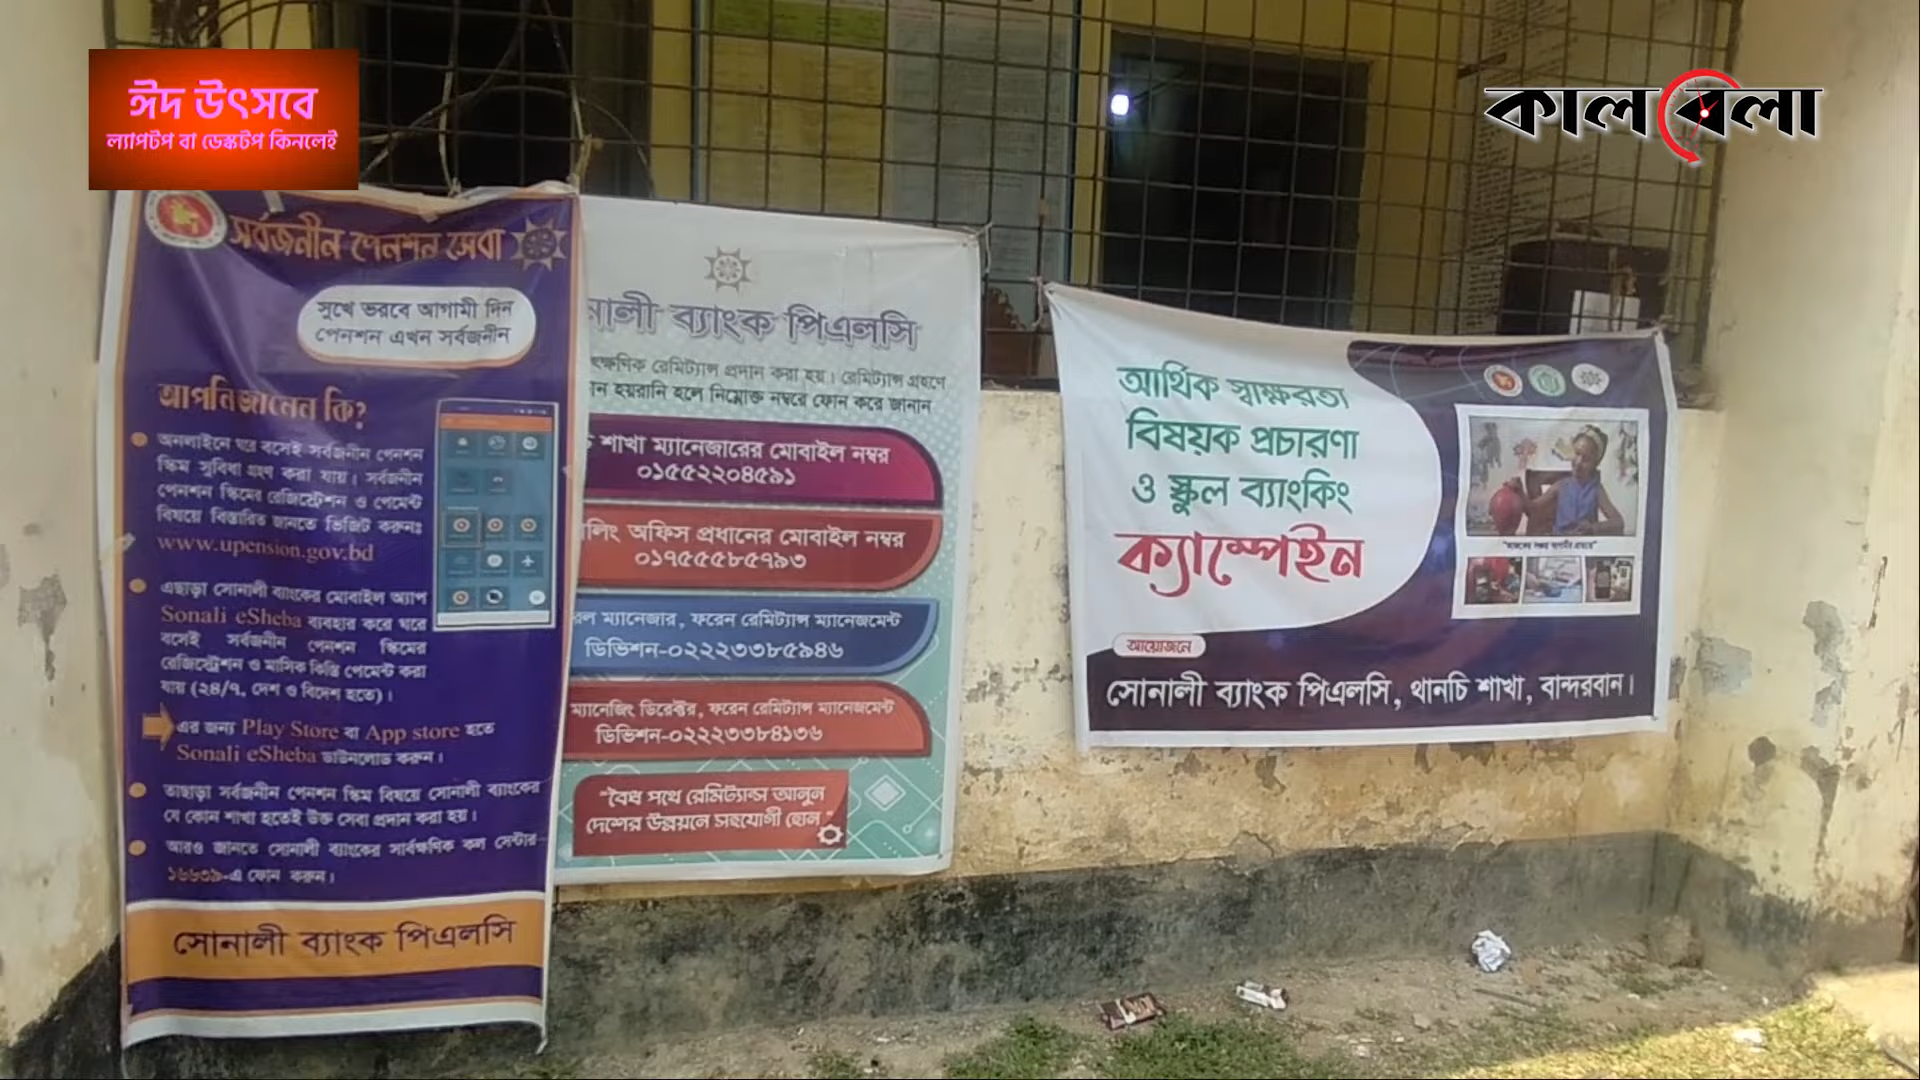 ঈদ উৎসবে
ল্যাপটপ বা ডেস্কটপ কিনলেই
কালবেলা
সর্বজনীন পেনশন সেবা
সুখে ভরবে আগামী দিন
পেনশন এখন সর্বজনীন
আপনি জানেন কি?
অনলাইনে ঘরে বসেই সর্বজনীন পেনশন
স্কিম সুবিধা গ্রহণ করা যায়। সর্বজনীন
পেনশন স্কিমের রেজিস্ট্রেশন ও পেমেন্ট
বিষয়ে বিস্তারিত জানতে ভিজিট করুনঃ
www.upension.gov.bd
এছাড়া সোনালী ব্যাংকের মোবাইল অ্যাপ
Sonali eSheba ব্যবহার করে ঘরে
বসেই সর্বজনীন পেনশন স্কিমের
রেজিস্ট্রেশন ও মাসিক কিস্তি পেমেন্ট করা
যায় (২৪/৭, দেশ ও বিদেশ হতে)।
এর জন্য Play Store বা App store হতে
Sonali eSheba ডাউনলোড করুন।
তাছাড়া সর্বজনীন পেনশন স্কিম বিষয়ে সোনালী ব্যাংকের
যে কোন শাখা হতেই উক্ত সেবা প্রদান করা হয়।
আরও জানতে সোনালী ব্যাংকের সার্বক্ষণিক কল সেন্টার-
১৬৬৩৯-এ ফোন করুন।
সোনালী ব্যাংক পিএলসি
নালী ব্যাংক পিএলসি
ৎক্ষণিক রেমিট্যান্স প্রদান করা হয়। রেমিট্যান্স গ্রহণে
ন হয়রানি হলে নিম্নোক্ত নম্বরে ফোন করে জানান
শাখা ম্যানেজারের মোবাইল নম্বর
০১৫৫২২০৪৫৯১
লিং অফিস প্রধানের মোবাইল নম্বর
০১৭৫৫৫৮৫৭৯৩
রল ম্যানেজার, ফরেন রেমিট্যান্স ম্যানেজমেন্ট
ডিভিশন-০২২২৩৩৮৫৯৪৬
ম্যানেজিং ডিরেক্টর, ফরেন রেমিট্যান্স ম্যানেজমেন্ট
ডিভিশন-০২২২৩৩৮৪১৩৬
"বৈধ পথে রেমিট্যান্স আনুন
দেশের উন্নয়নে সহযোগী হোন"
আর্থিক স্বাক্ষরতা
বিষয়ক প্রচারণা
ও স্কুল ব্যাংকিং
ক্যাম্পেইন
আয়োজনে
সোনালী ব্যাংক পিএলসি, থানচি শাখা, বান্দরবান।